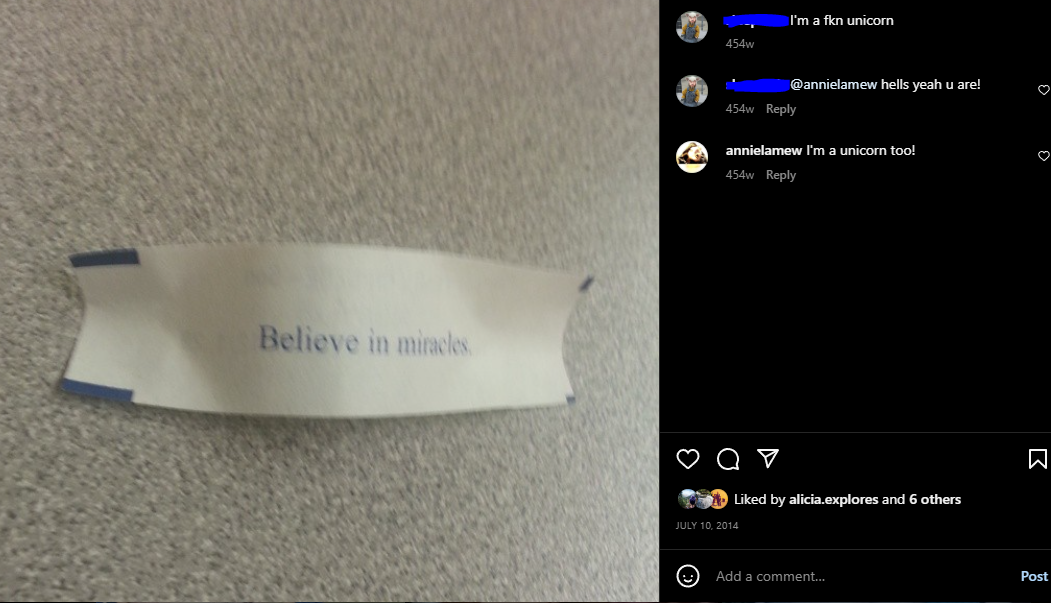 Believe in miracles.
I'm a fkn unicorn
454w
@annielamew hells yeah u are!
454w Reply
annielamew I'm a unicorn too!
454w Reply
Liked by alicia.explores and 6 others
JULY 10, 2014
Add a comment...
Post